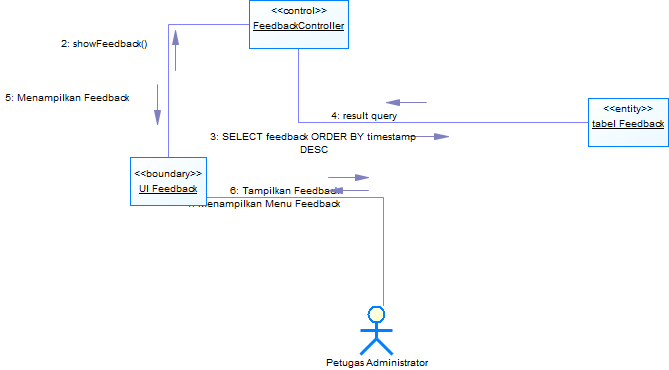 <<control>>
FeedbackController
2: showFeedback()
5: Menampilkan Feedback
<<entity>>
tabel Feedback
4: result query
3: SELECT feedback ORDER BY timestamp
DESC
<<boundary>>
UI Feedback
6: Tampilkan Feedback
Menampilkan Menu Feedback
Petugas Administrator